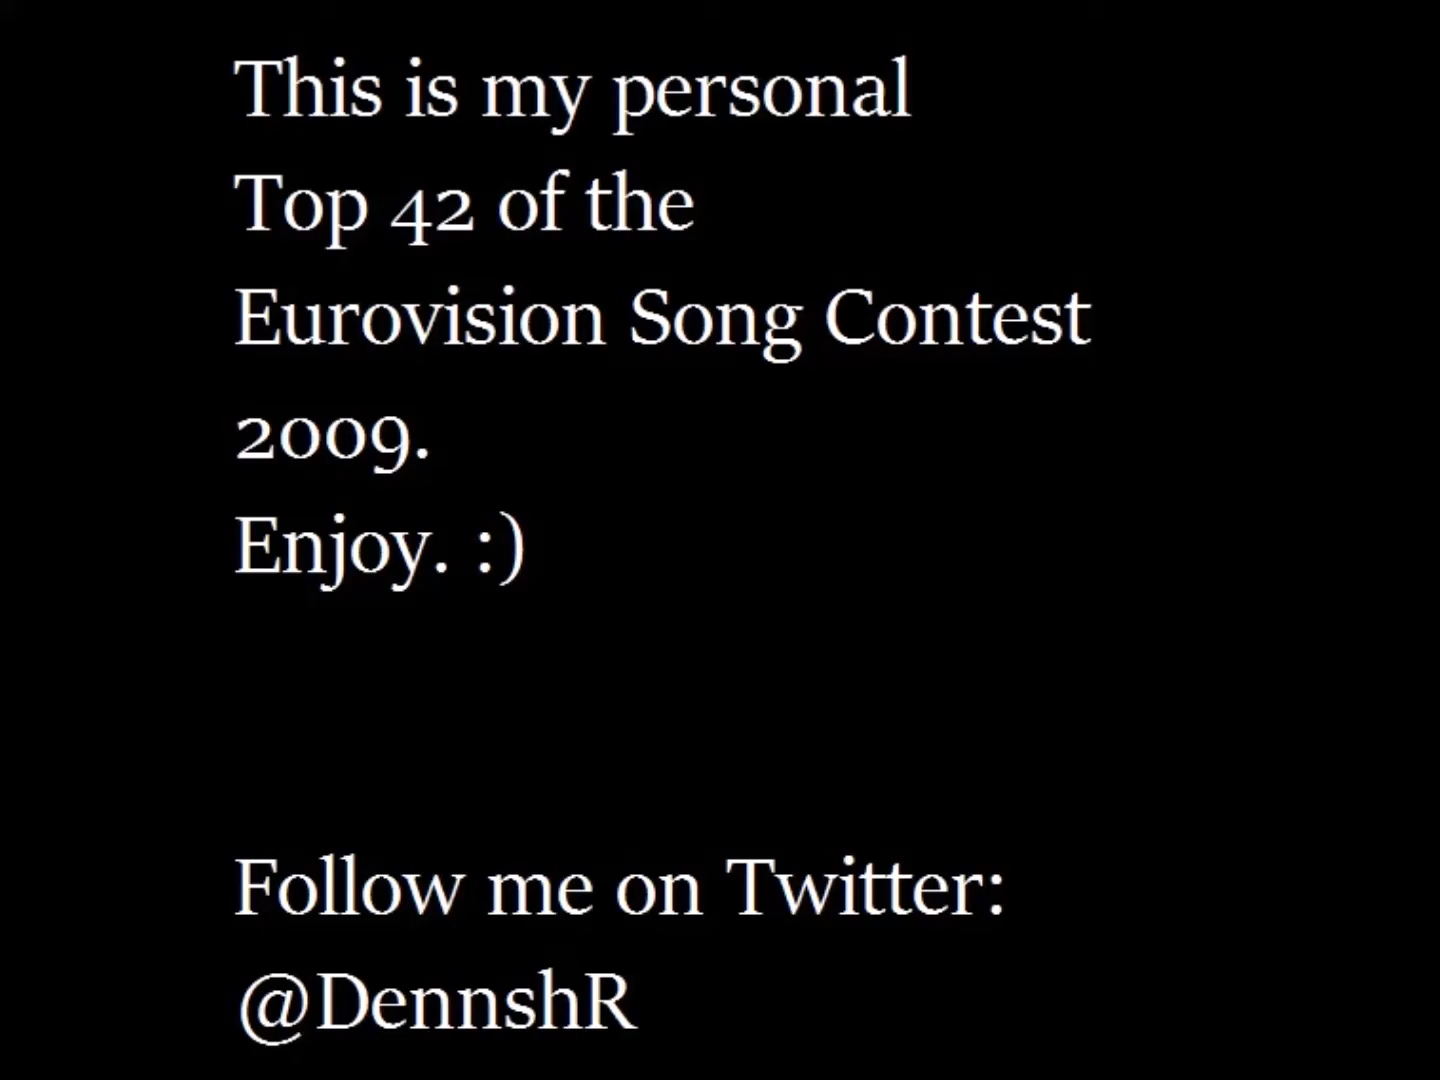 This is my personal
Top 42 of the
Eurovision Song Contest
2009.
Enjoy. :)
Follow me on Twitter:
@DennshR